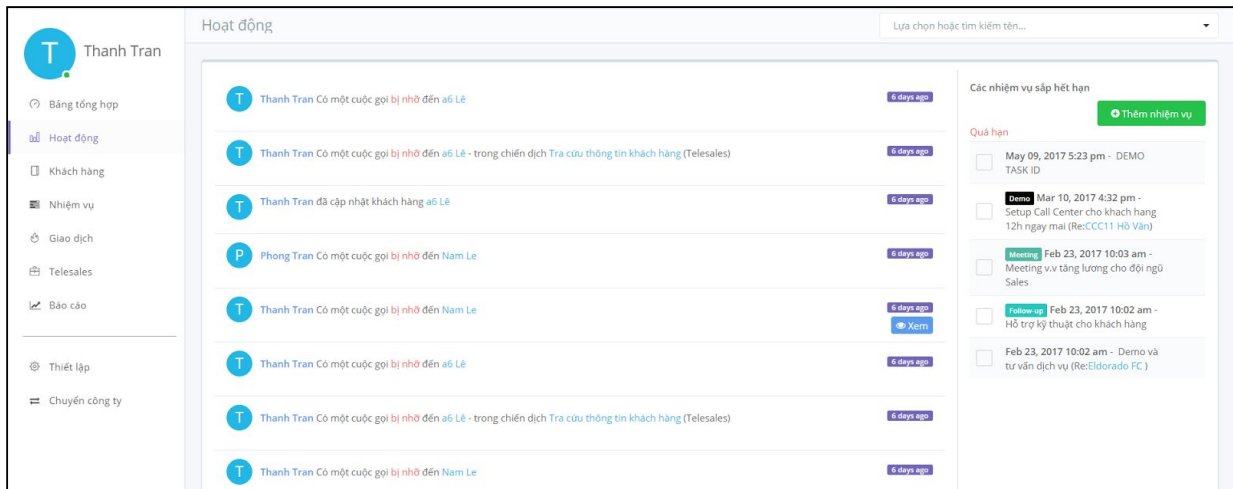 T
Thanh Tran
Bảng tổng hợp
Hoạt động
Khách hàng
Nhiệm vụ
Giao dịch
Telesales
Báo cáo
Thiết lập
Chuyển công ty
Hoạt động
Lựa chọn hoặc tìm kiếm tên...
T Thanh Tran Có một cuộc gọi bị nhỡ đến a6 Lê 6 days ago
T Thanh Tran Có một cuộc gọi bị nhỡ đến a6 Lê - trong chiến dịch Tra cứu thông tin khách hàng (Telesales) 6 days ago
T Thanh Tran đã cập nhật khách hàng a6 Lê 6 days ago
P Phong Tran Có một cuộc gọi bị nhỡ đến Nam Le 6 days ago
T Thanh Tran Có một cuộc gọi bị nhỡ đến Nam Le 6 days ago
Xem
T Thanh Tran Có một cuộc gọi bị nhỡ đến a6 Lê 6 days ago
T Thanh Tran Có một cuộc gọi bị nhỡ đến a6 Lê - trong chiến dịch Tra cứu thông tin khách hàng (Telesales) 6 days ago
T Thanh Tran Có một cuộc gọi bị nhỡ đến Nam Le 6 days ago
Các nhiệm vụ sắp hết hạn
Thêm nhiệm vụ
Quá hạn
May 09, 2017 5:23 pm - DEMO
TASK ID
Demo Mar 10, 2017 4:32 pm -
Setup Call Center cho khach hang
12h ngay mai (Re:CCC11 Hồ Vân)
Meeting Feb 23, 2017 10:03 am -
Meeting v.v tăng lương cho đội ngũ
Sales
Follow-up Feb 23, 2017 10:02 am -
Hỗ trợ kỹ thuật cho khách hàng
Feb 23, 2017 10:02 am - Demo và
tư vấn dịch vụ (Re:Eldorado FC )